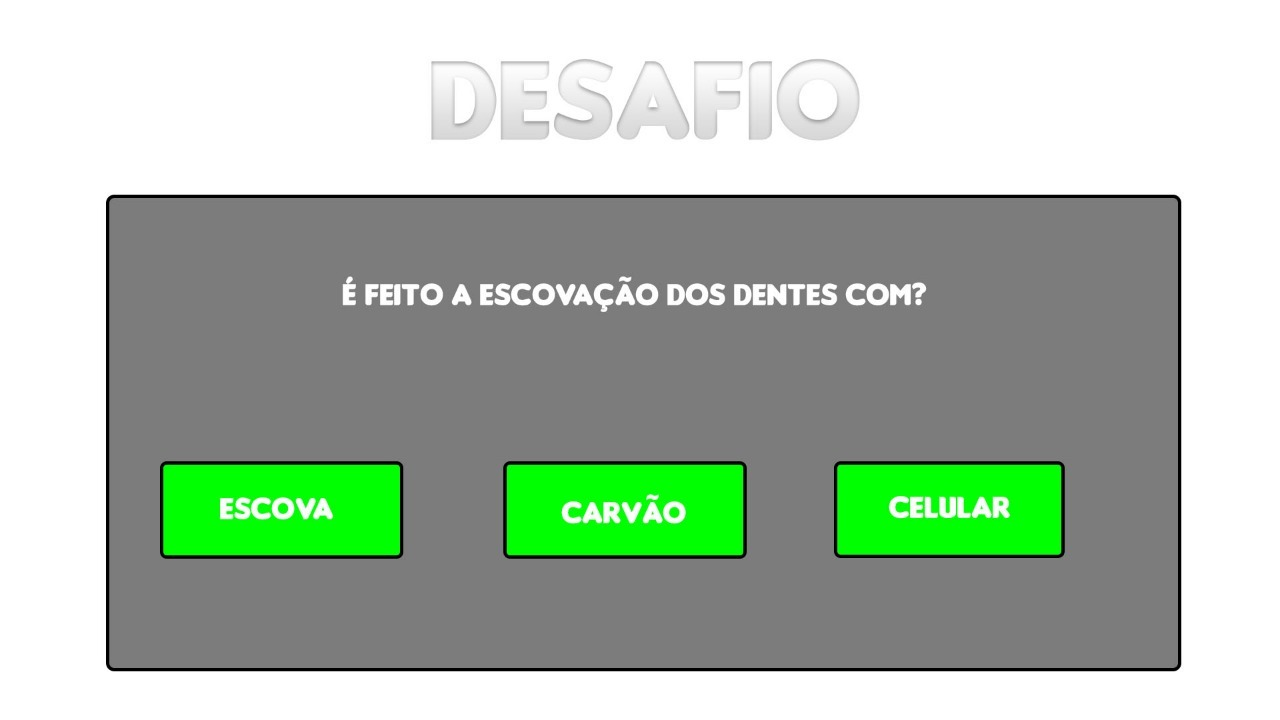 DESAFIO
É FEITO A ESCOVAÇÃO DOS DENTES COM?
ESCOVA
CARVÃO
CELULAR